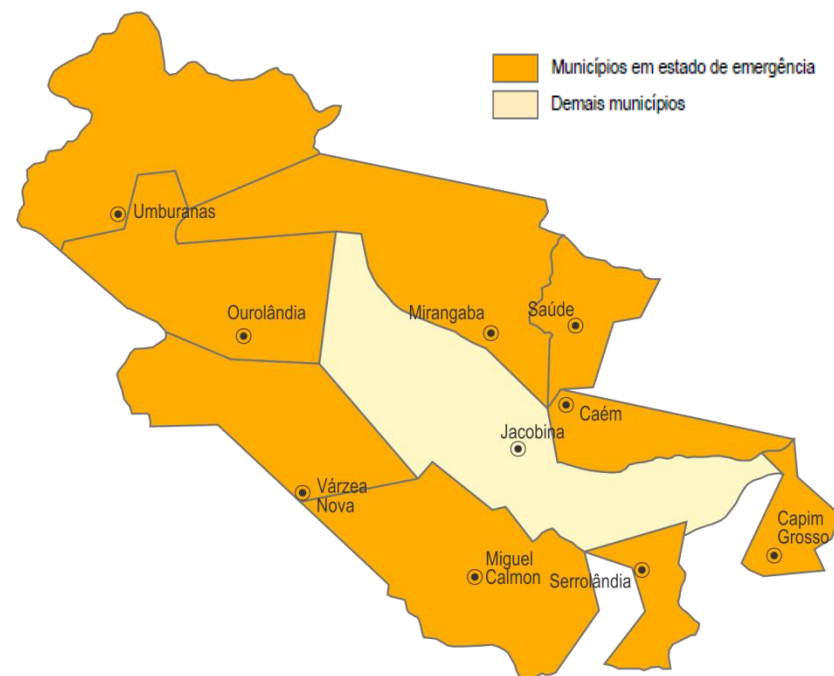 Municípios em estado de emergência
Demais municípios
Umburanas
Ourolândia
Mirangaba
Saúde
Caém
Jacobina
Várzea
Nova
Capim
Grosso
Miguel
Calmon
Serrolândia